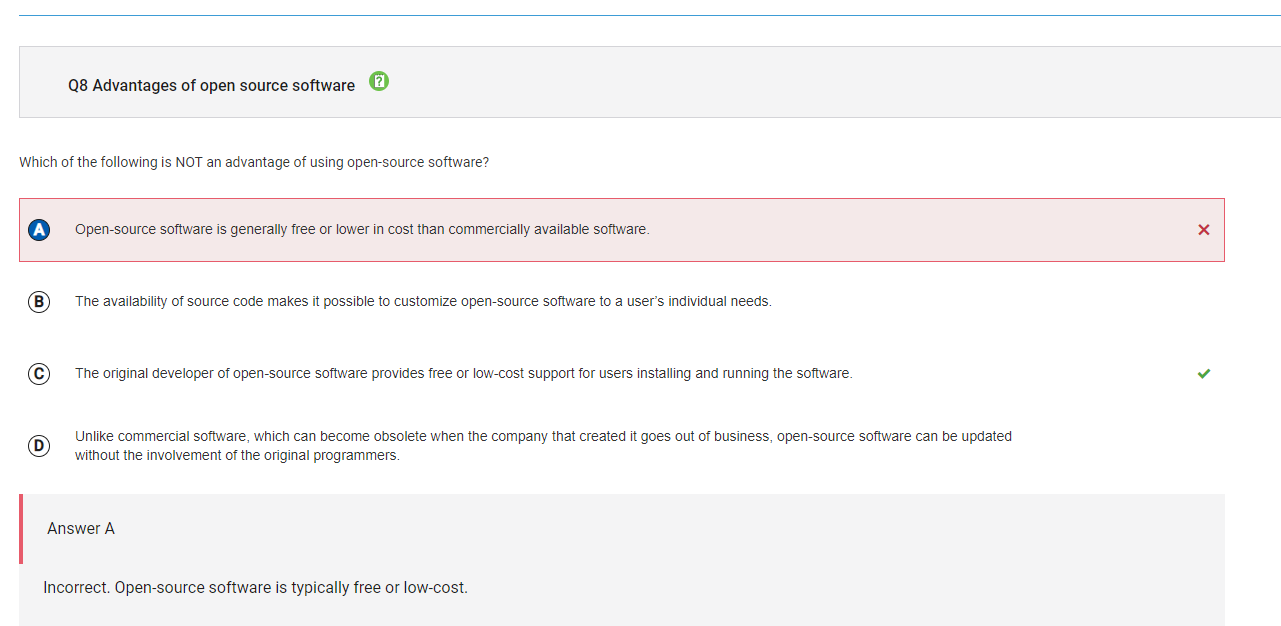 Q8 Advantages of open source software
Which of the following is NOT an advantage of using open-source software?
A Open-source software is generally free or lower in cost than commercially available software.
B The availability of source code makes it possible to customize open-source software to a user's individual needs.
C The original developer of open-source software provides free or low-cost support for users installing and running the software.
D Unlike commercial software, which can become obsolete when the company that created it goes out of business, open-source software can be updated
without the involvement of the original programmers.
Answer A
Incorrect. Open-source software is typically free or low-cost.